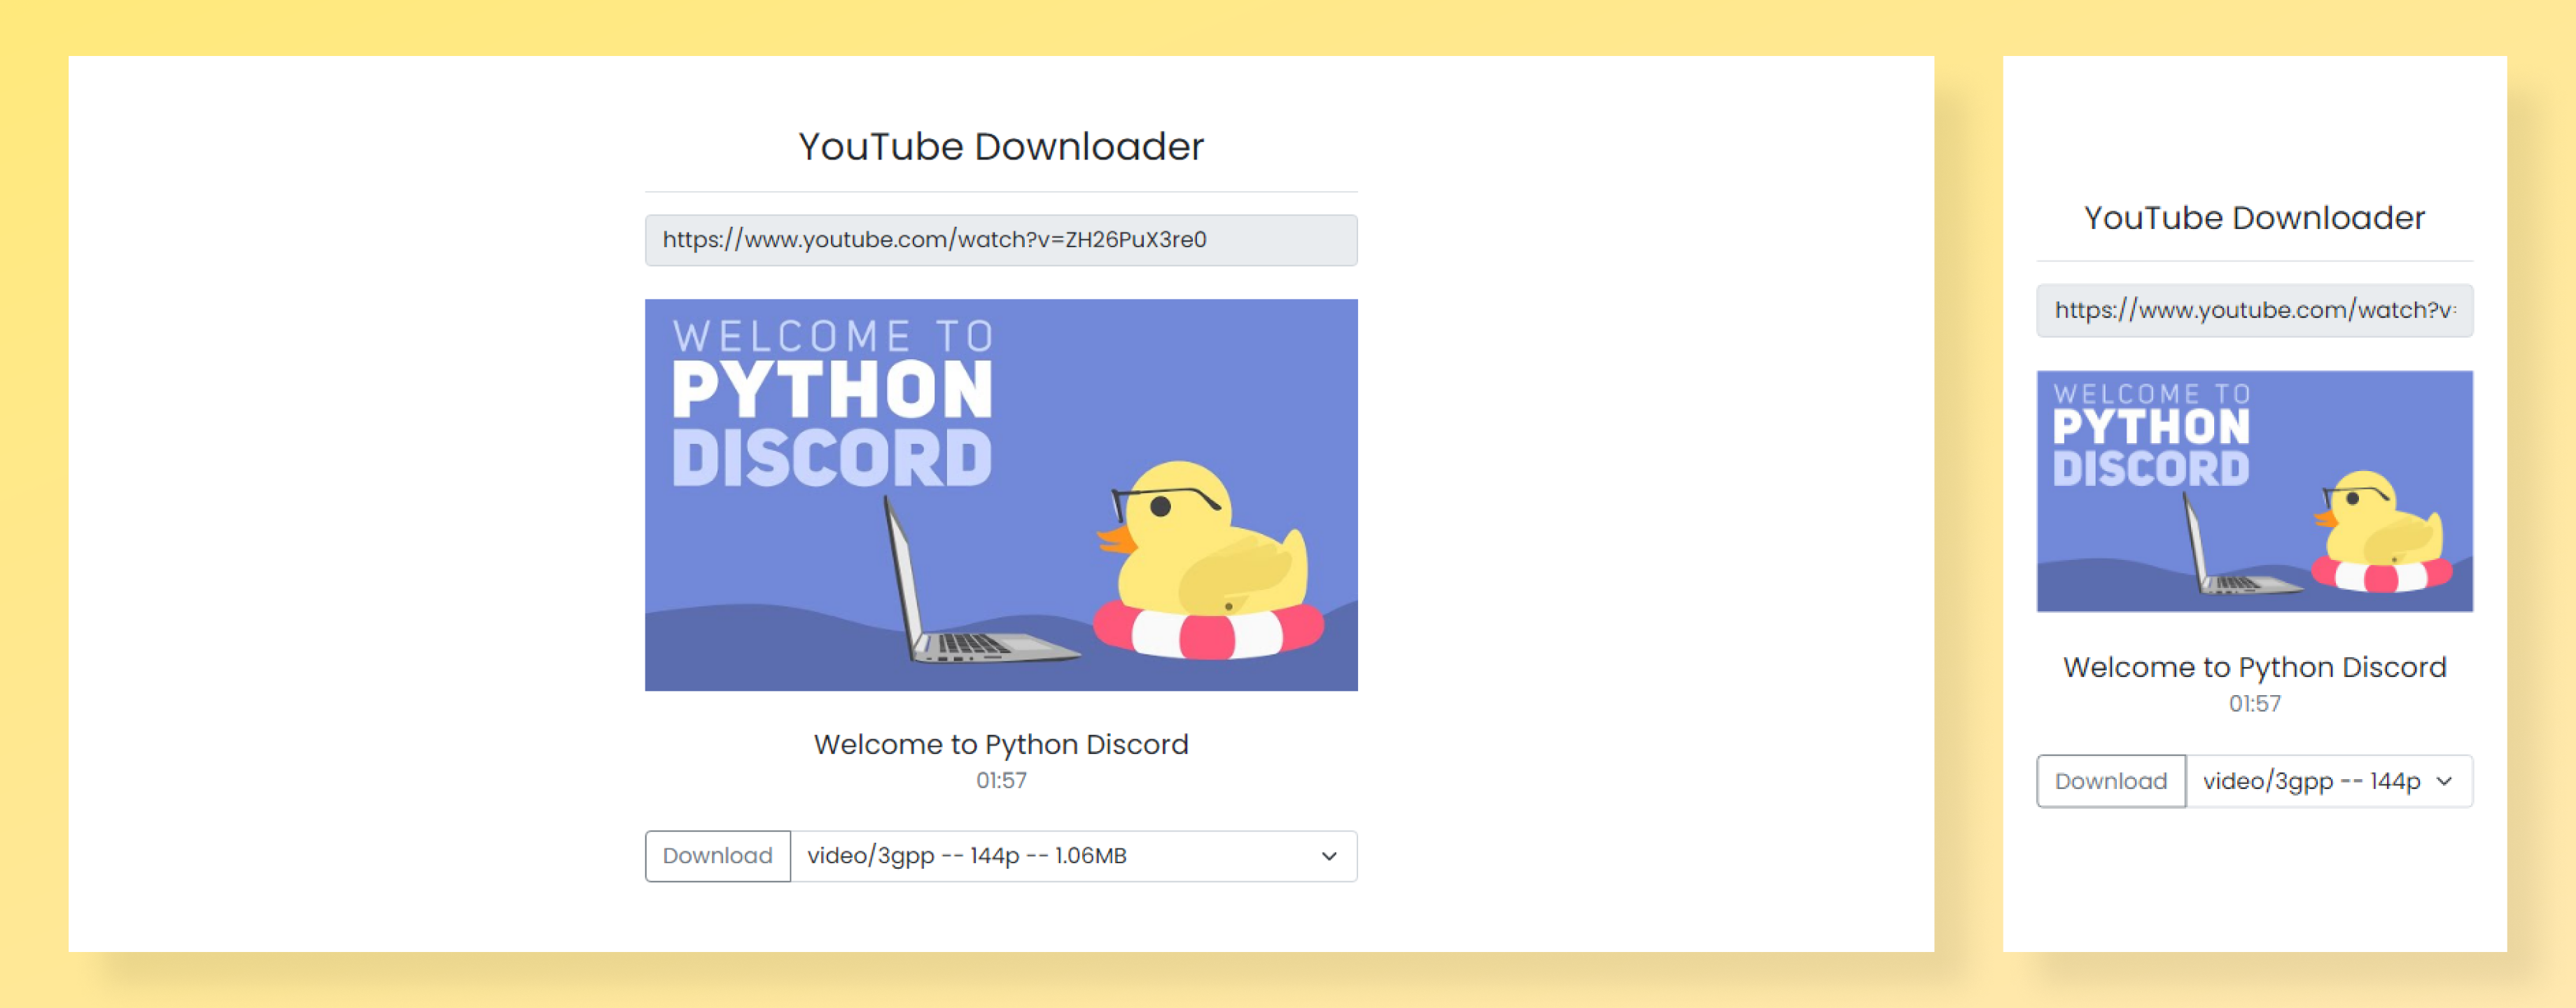 YouTube Downloader
https://www.youtube.com/watch?v=ZH26PuX3re0
WELCOME TO
PYTHON
DISCORD
Welcome to Python Discord
01:57
Download
video/3gpp -- 144p -- 1.06MB
YouTube Downloader
https://www.youtube.com/watch?v=
WELCOME TO
PYTHON
DISCORD
Welcome to Python Discord
01:57
Download
video/3gpp -- 144p